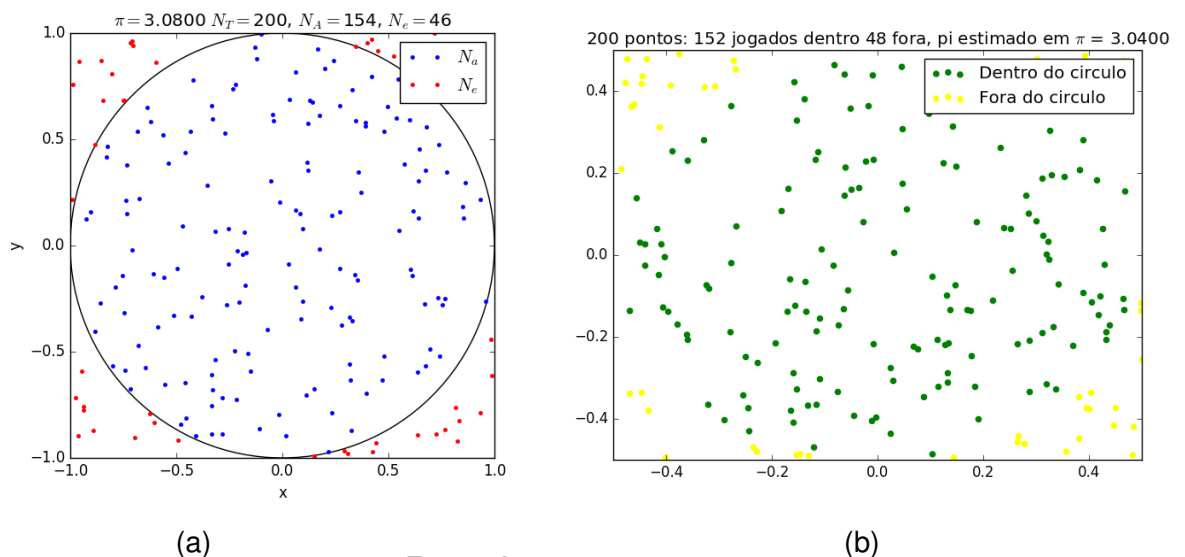 π=3.0800 N_T=200, N_A=154, N_e=46
1.0
0.5
0.0
−0.5
−1.0
y
−1.0 −0.5 0.0 0.5 1.0
x
N_a
N_e
(a)
200 pontos: 152 jogados dentro 48 fora, pi estimado em π = 3.0400
0.4
0.2
0.0
−0.2
−0.4
−0.4 −0.2 0.0 0.2 0.4
Dentro do circulo
Fora do circulo
(b)